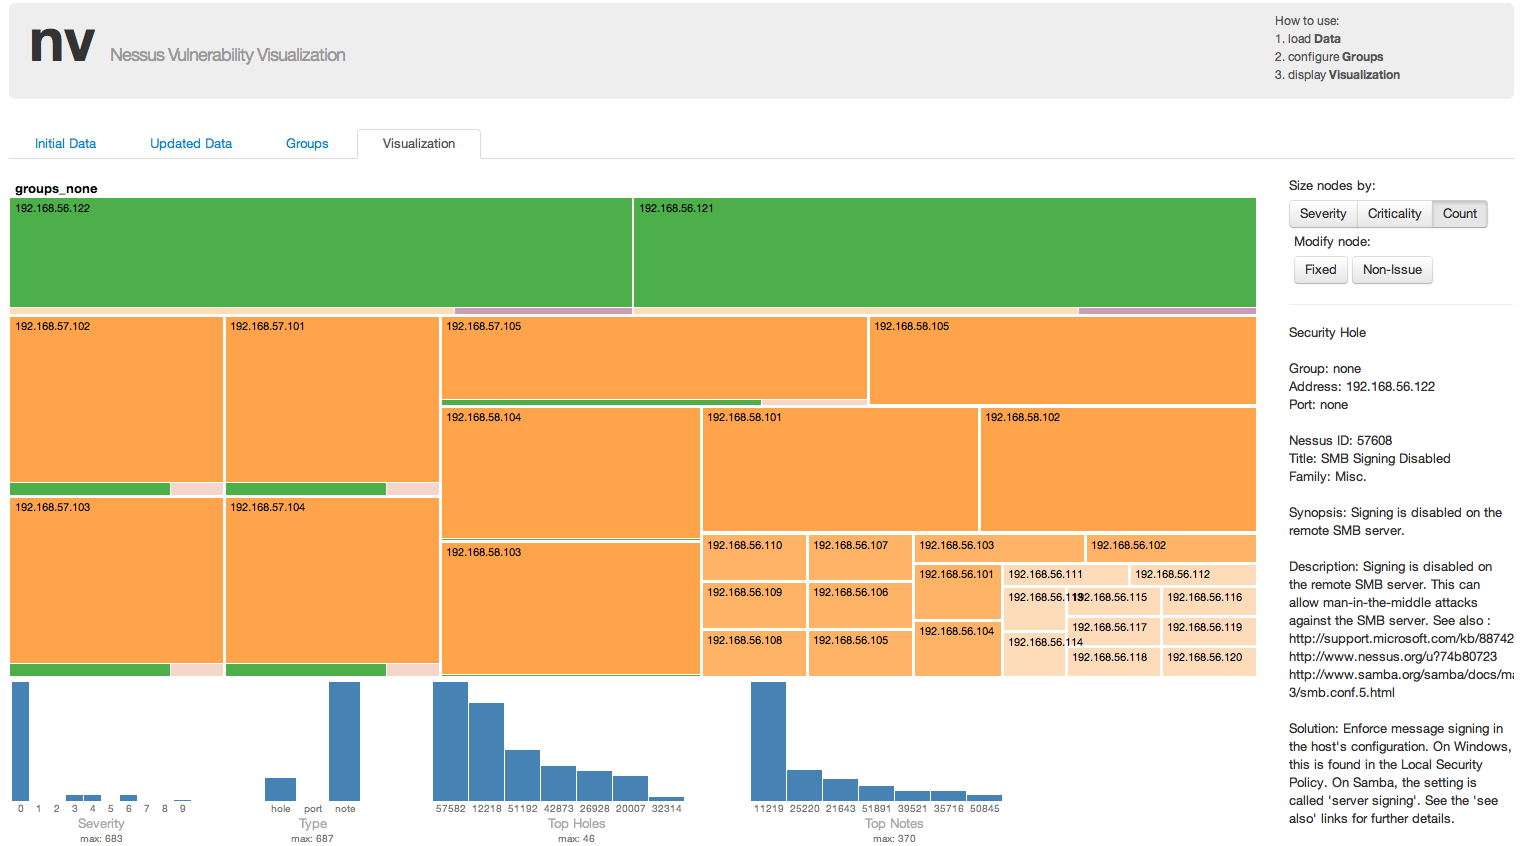 nv Nessus Vulnerability Visualization
How to use:
1. load Data
2. configure Groups
3. display Visualization
Initial Data Updated Data Groups Visualization
groups_none
192.168.56.122 192.168.56.121
192.168.57.102 192.168.57.101 192.168.57.105 192.168.58.105
192.168.58.104 192.168.58.101 192.168.58.102
192.168.57.103 192.168.57.104
192.168.58.103
192.168.56.110 192.168.56.107 192.168.56.103 192.168.56.102
192.168.56.101 192.168.56.111 192.168.56.112
192.168.56.109 192.168.56.106 192.168.56.113 192.168.56.115 192.168.56.116
192.168.56.104 192.168.56.117 192.168.56.119
192.168.56.108 192.168.56.105 192.168.56.114
192.168.56.118 192.168.56.120
0 1 2 3 4 5 6 7 8 9
Severity
max: 683
hole port note
Type
max: 687
57582 12218 51192 42873 26928 20007 32314
Top Holes
max: 46
11219 25220 21643 51891 39521 35716 50845
Top Notes
max: 370
Size nodes by:
Severity Criticality Count
Modify node:
Fixed Non-Issue
Security Hole
Group: none
Address: 192.168.56.122
Port: none
Nessus ID: 57608
Title: SMB Signing Disabled
Family: Misc.
Synopsis: Signing is disabled on the
remote SMB server.
Description: Signing is disabled on
the remote SMB server. This can
allow man-in-the-middle attacks
against the SMB server. See also :
http://support.microsoft.com/kb/88742
http://www.nessus.org/u?74b80723
http://www.samba.org/samba/docs/ma
3/smb.conf.5.html
Solution: Enforce message signing in
the host's configuration. On Windows,
this is found in the Local Security
Policy. On Samba, the setting is
called 'server signing'. See the 'see
also' links for further details.